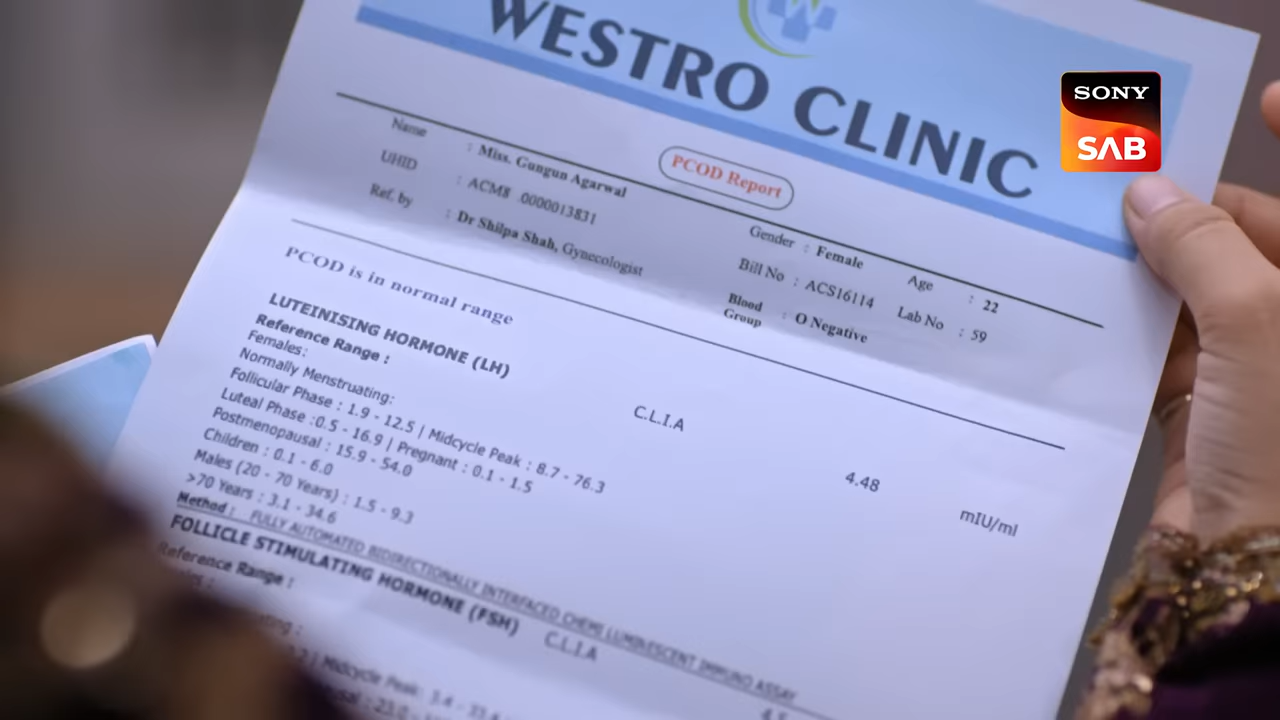 WESTRO CLINIC
SONY
SAB
PCOD Report
Name : Miss. Gungun Agarwal
UHID : ACM8 .0000013831
Ref. by : Dr Shilpa Shah, Gynecologist
Gender : Female Age : 22
Bill No : ACS16114 Lab No : 59
Blood Group : O Negative
PCOD is in normal range
LUTEINISING HORMONE (LH) C.L.I.A 4.48 mIU/ml
Reference Range :
Females:
Normally Menstruating:
Follicular Phase : 1.9 - 12.5 | Midcycle Peak : 8.7 - 76.3
Luteal Phase :0.5 - 16.9 | Pregnant : 0.1 - 1.5
Postmenopausal : 15.9 - 54.0
Children : 0.1 - 6.0
Males (20 - 70 Years) : 1.5 - 9.3
>70 Years : 3.1 - 34.6
Method : FULLY AUTOMATED BIDIRECTIONALLY INTERFACED CHEMI LUMINESCENT IMMUNO ASSAY
FOLLICLE STIMULATING HORMONE (FSH) C.L.I.A
Reference Range :
Midcycle Peak: